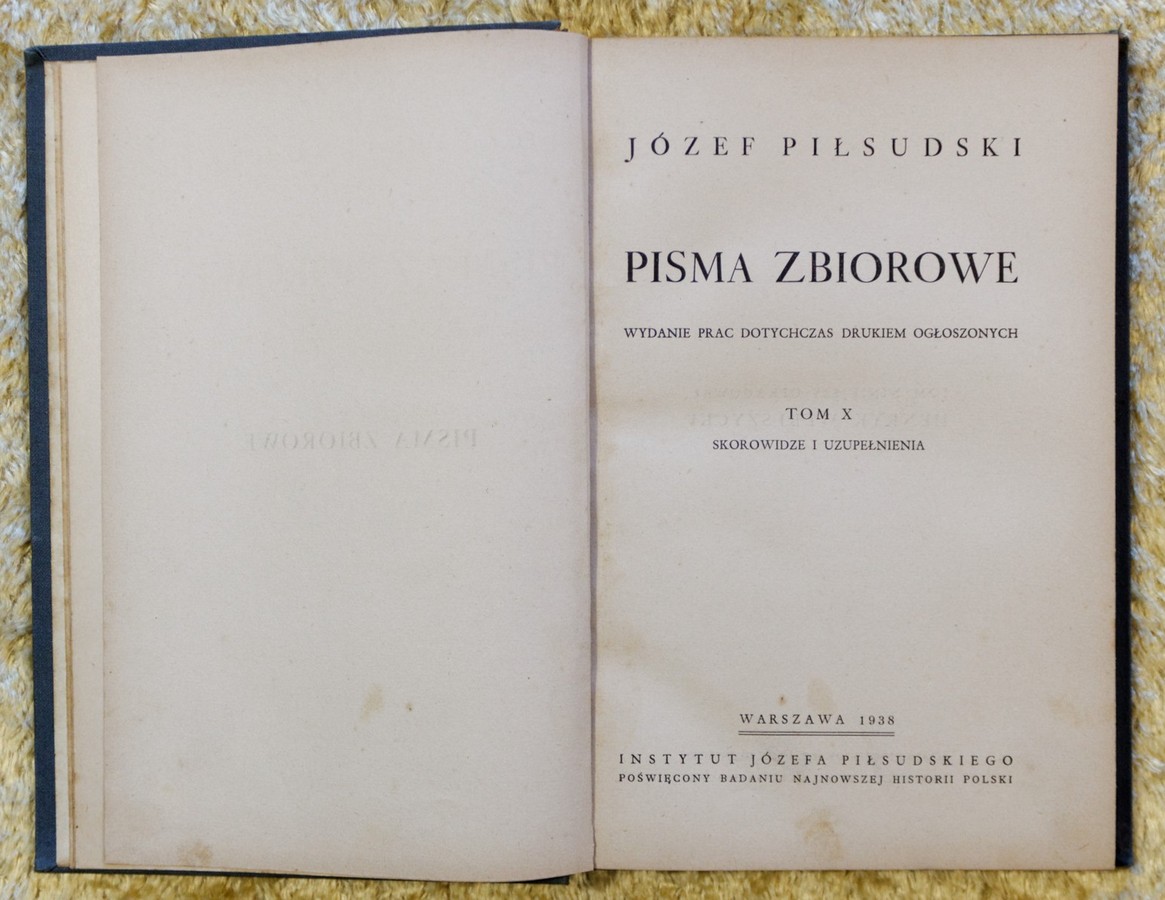 JÓZEF PIŁSUDSKI
PISMA ZBIOROWE
WYDANIE PRAC DOTYCHCZAS DRUKIEM OGŁOSZONYCH
TOM X
SKOROWIDZE I UZUPEŁNIENIA
WARSZAWA 1938
INSTYTUT JÓZEFA PIŁSUDSKIEGO
POŚWIĘCONY BADANIU NAJNOWSZEJ HISTORII POLSKI